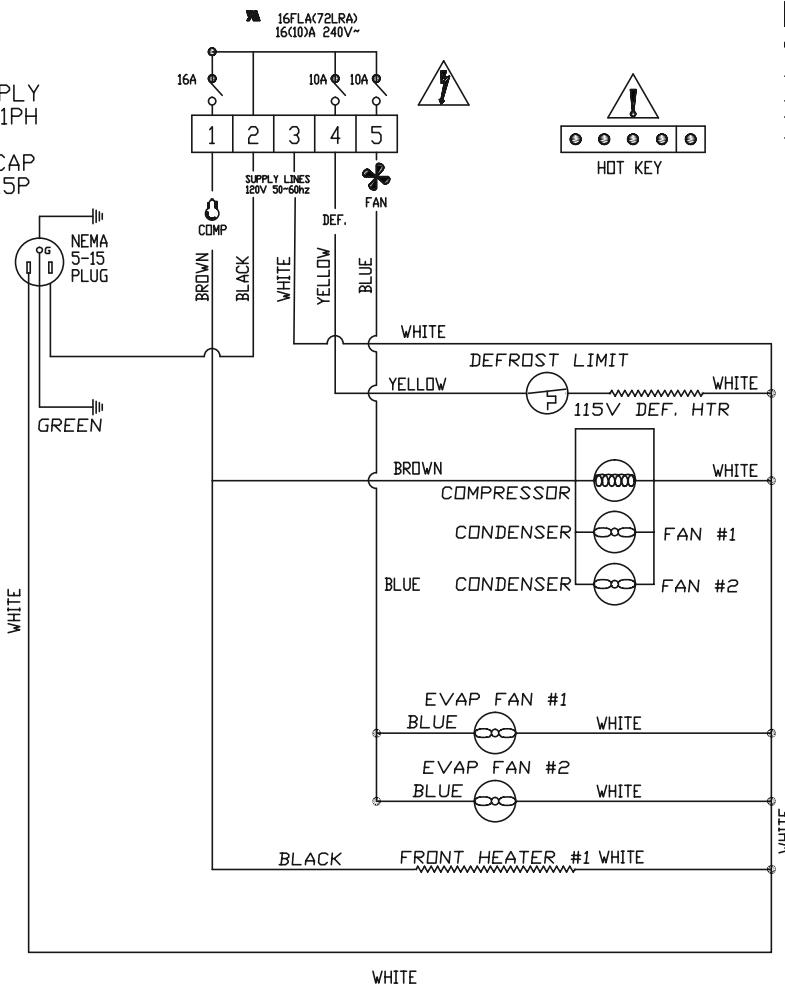 16FLA(72LRA)
16(10)A 240V~
16A
10A
10A
PLY
1PH
CAP
5P
1 2 3 4 5
SUPPLY LINES
120V 50~60hz
COMP
DEF.
FAN
HOT KEY
G
NEMA
5-15
PLUG
GREEN
BROWN
BLACK
WHITE
YELLOW
BLUE
WHITE
DEFROST LIMIT
YELLOW
WHITE
115V DEF. HTR
BROWN
WHITE
COMPRESSOR
CONDENSER FAN #1
BLUE
CONDENSER FAN #2
WHITE
EVAP FAN #1
BLUE
WHITE
EVAP FAN #2
BLUE
WHITE
WHITE
BLACK
FRONT HEATER #1 WHITE
WHITE